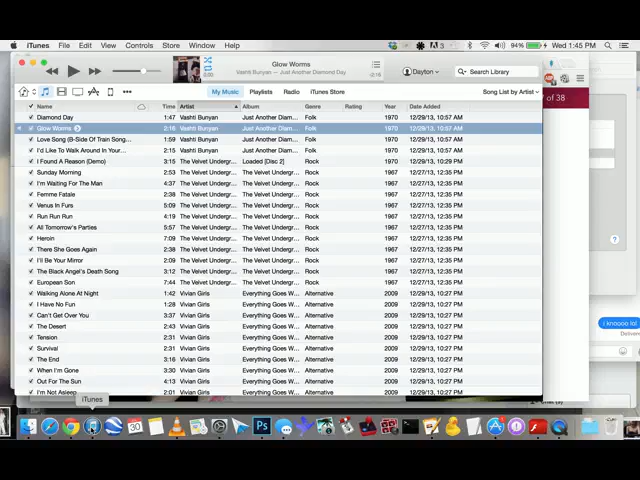 iTunes File Edit View Controls Store Window Help 3 94% Wed 1:45 PM
Glow Worms
Vashti Bunyan — Just Another Diamond Day
0:00 -2:16
Dayton
Search Library
My Music Playlists Radio iTunes Store
Song List by Artist
of 38
Name Artist Album Genre Rating Year Date Added
Diamond Day 1:47 Vashti Bunyan Just Another Diam... Folk 1970 12/29/13, 10:57 AM
Glow Worms 2:16 Vashti Bunyan Just Another Diam... Folk 1970 12/29/13, 10:57 AM
Love Song (B-Side Of Train Song... 1:59 Vashti Bunyan Just Another Diam... Folk 1970 12/29/13, 10:57 AM
I'd Like To Walk Around In Your... 2:15 Vashti Bunyan Just Another Diam... Folk 1970 12/29/13, 10:57 AM
I Found A Reason (Demo) 3:15 The Velvet Undergr... Loaded [Disc 2] Rock 1970 12/27/13, 12:35 PM
Sunday Morning 2:53 The Velvet Undergr... The Velvet Undergr... Rock 1967 12/27/13, 12:35 PM
I'm Waiting For The Man 4:37 The Velvet Undergr... The Velvet Undergr... Rock 1967 12/27/13, 12:35 PM
Femme Fatale 2:38 The Velvet Undergr... The Velvet Undergr... Rock 1967 12/27/13, 12:35 PM
Venus In Furs 5:09 The Velvet Undergr... The Velvet Undergr... Rock 1967 12/27/13, 12:35 PM
Run Run Run 4:19 The Velvet Undergr... The Velvet Undergr... Rock 1967 12/27/13, 12:35 PM
All Tomorrow's Parties 5:57 The Velvet Undergr... The Velvet Undergr... Rock 1967 12/27/13, 12:35 PM
Heroin 7:09 The Velvet Undergr... The Velvet Undergr... Rock 1967 12/27/13, 12:35 PM
There She Goes Again 2:38 The Velvet Undergr... The Velvet Undergr... Rock 1967 12/27/13, 12:35 PM
I'll Be Your Mirror 2:09 The Velvet Undergr... The Velvet Undergr... Rock 1967 12/27/13, 12:35 PM
The Black Angel's Death Song 3:12 The Velvet Undergr... The Velvet Undergr... Rock 1967 12/27/13, 12:35 PM
European Son 7:44 The Velvet Undergr... The Velvet Undergr... Rock 1967 12/27/13, 12:35 PM
Walking Alone At Night 1:42 Vivian Girls Everything Goes W... Alternative 2009 12/29/13, 10:27 PM
I Have No Fun 1:28 Vivian Girls Everything Goes W... Alternative 2009 12/29/13, 10:27 PM
Can't Get Over You 3:17 Vivian Girls Everything Goes W... Alternative 2009 12/29/13, 10:27 PM
The Desert 2:43 Vivian Girls Everything Goes W... Alternative 2009 12/29/13, 10:27 PM
Tension 2:31 Vivian Girls Everything Goes W... Alternative 2009 12/29/13, 10:27 PM
Survival 2:31 Vivian Girls Everything Goes W... Alternative 2009 12/29/13, 10:27 PM
The End 3:16 Vivian Girls Everything Goes W... Alternative 2009 12/29/13, 10:27 PM
When I'm Gone 3:30 Vivian Girls Everything Goes W... Alternative 2009 12/29/13, 10:27 PM
Out For The Sun 4:13 Vivian Girls Everything Goes W... Alternative 2009 12/29/13, 10:27 PM
I'm Not Asleep 2:01 Vivian Girls Everything Goes W... Alternative 2009 12/29/13, 10:27 PM
I knoooo lol
iTunes
30
Ps